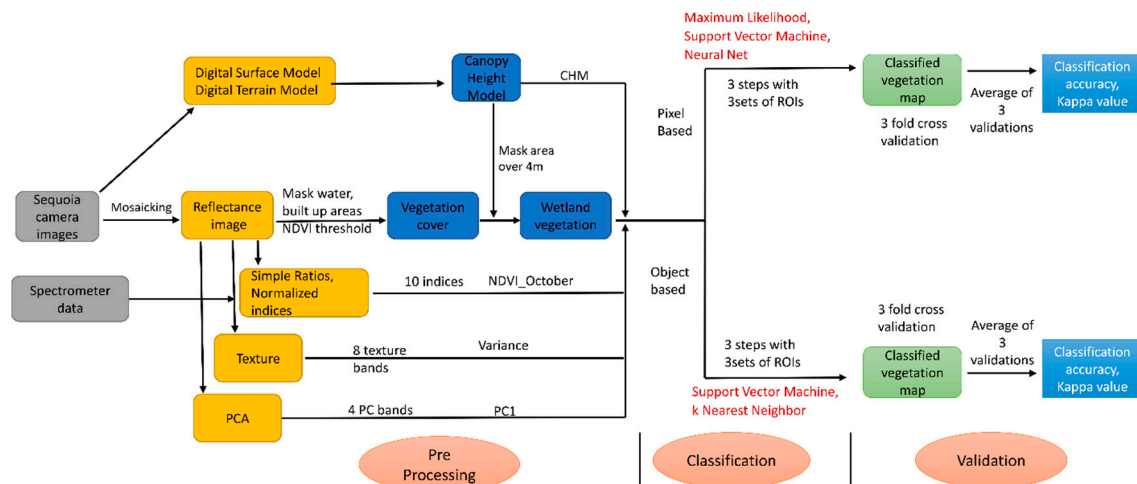 Maximum Likelihood,
Support Vector Machine,
Neural Net
Digital Surface Model
Digital Terrain Model
Canopy
Height
Model
CHM
3 steps with
3sets of ROIs
Classified
vegetation
map
3 fold cross
validation
Average of
3
validations
Classification
accuracy,
Kappa value
Pixel
Based
Mask area
over 4m
Sequoia
camera
images
Mosaicking
Reflectance
image
Mask water,
built up areas
NDVI threshold
Vegetation
cover
Wetland
vegetation
Object
based
Spectrometer
data
Simple Ratios,
Normalized
indices
10 indices
NDVI_October
Texture
8 texture
bands
Variance
PCA
4 PC bands
PC1
3 steps with
3sets of ROIs
Support Vector Machine,
k Nearest Neighbor
3 fold cross
validation
Classified
vegetation
map
Average of
3
validations
Classification
accuracy,
Kappa value
Pre
Processing
Classification
Validation